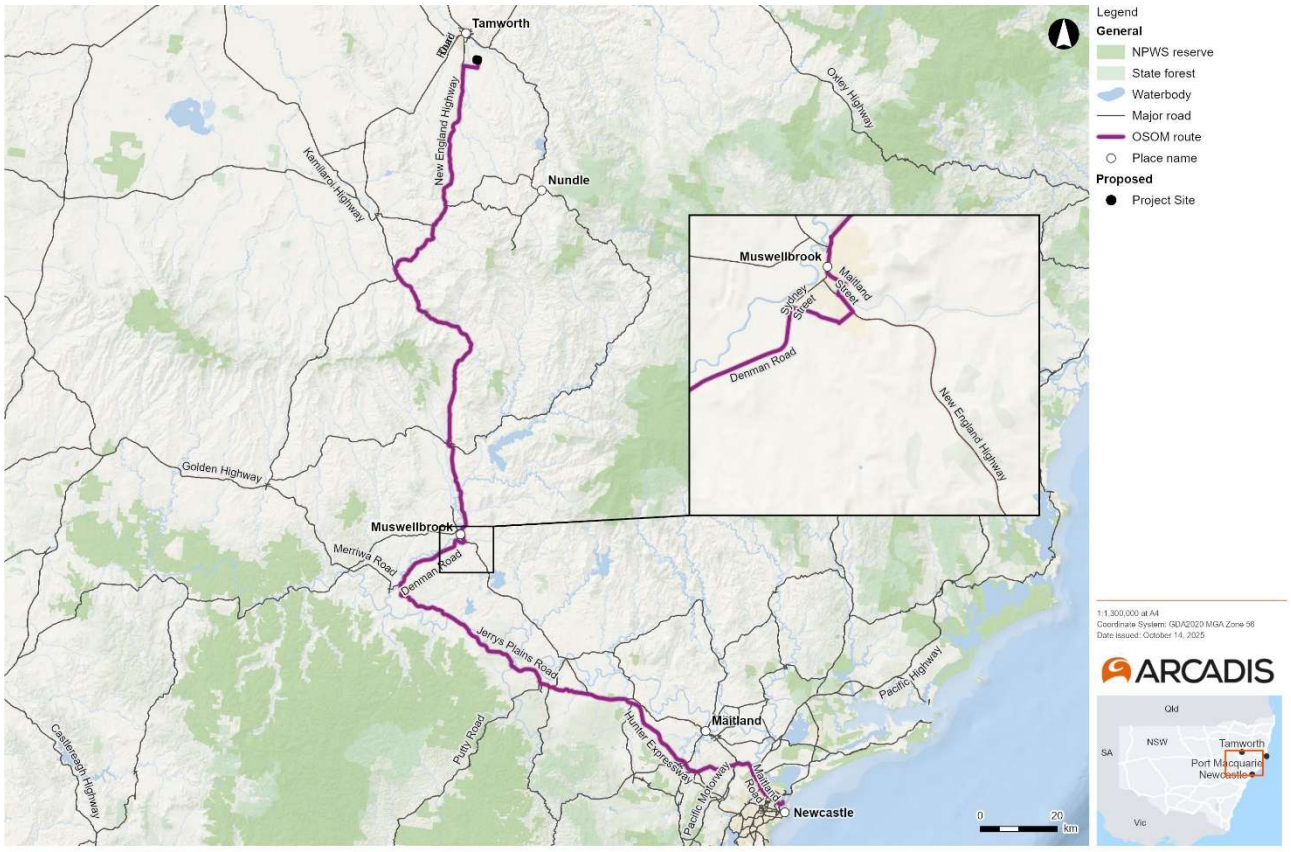 Tamworth
Road
New England Highway
Oxley Highway
Kamilaroi Highway
Nundle
Muswellbrook
Maitland
Street
Sydney
Street
Denman Road
New England Highway
Golden Highway
Muswellbrook
Merriwa Road
Denman Road
Jerrys Plains Road
Pacific Highway
Maitland
Putty Road
Hunter Expressway
Castlereagh Highway
Pacific Motorway
Maitland
Road
Newcastle
0 20
km
Legend
General
NPWS reserve
State forest
Waterbody
Major road
OSOM route
Place name
Proposed
Project Site
1:1,300,000 at A4
Coordinate System: GDA2020 MGA Zone 56
Date issued: October 14, 2025
ARCADIS
Qld
SA
NSW
Tamworth
Port Macquarie
Newcastle
Vic